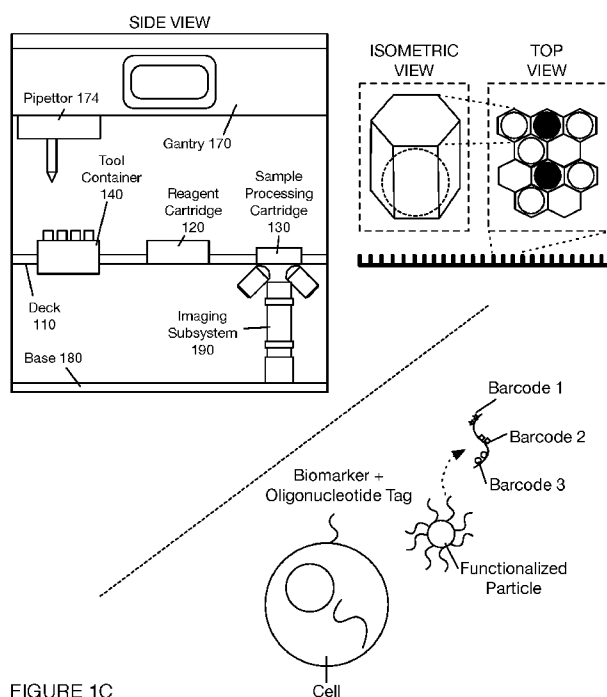 SIDE VIEW
Pipettor 174
Gantry 170
Tool
Container
140
Reagent
Cartridge
120
Sample
Processing
Cartridge
130
Deck
110
Imaging
Subsystem
190
Base 180
ISOMETRIC
VIEW
TOP
VIEW
Barcode 1
Barcode 2
Barcode 3
Biomarker +
Oligonucleotide Tag
Functionalized
Particle
Cell
FIGURE 1C